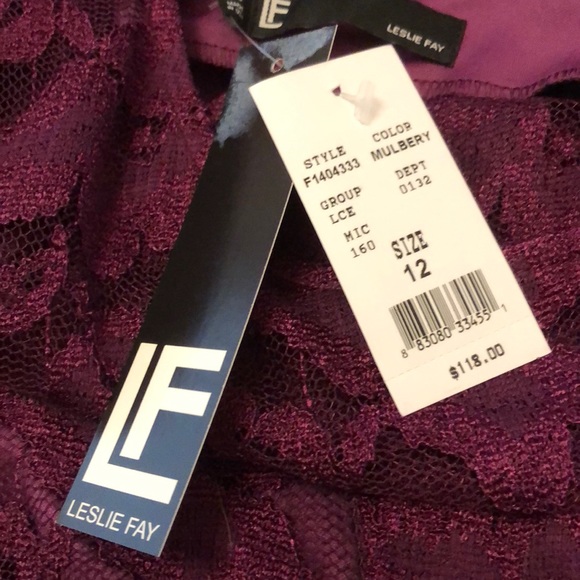 LF
LESLIE FAY
STYLE
F1404333
COLOR
MULBERY
GROUP
LCE
DEPT
0132
MIC
160
SIZE
12
8 83080 33455 1
$118.00
LF
LESLIE FAY